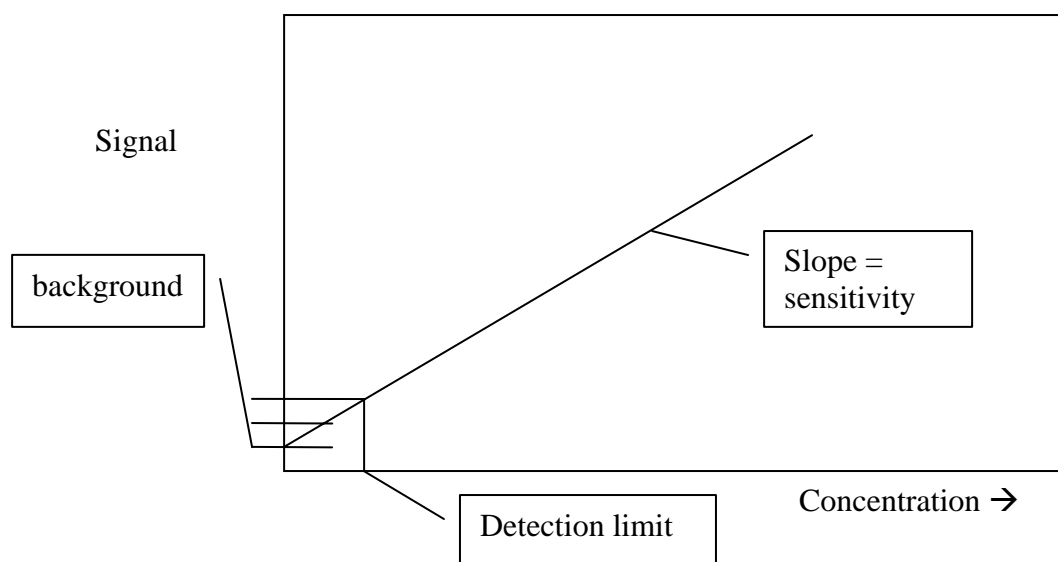 Signal
background
Slope =
sensitivity
Detection limit
Concentration →